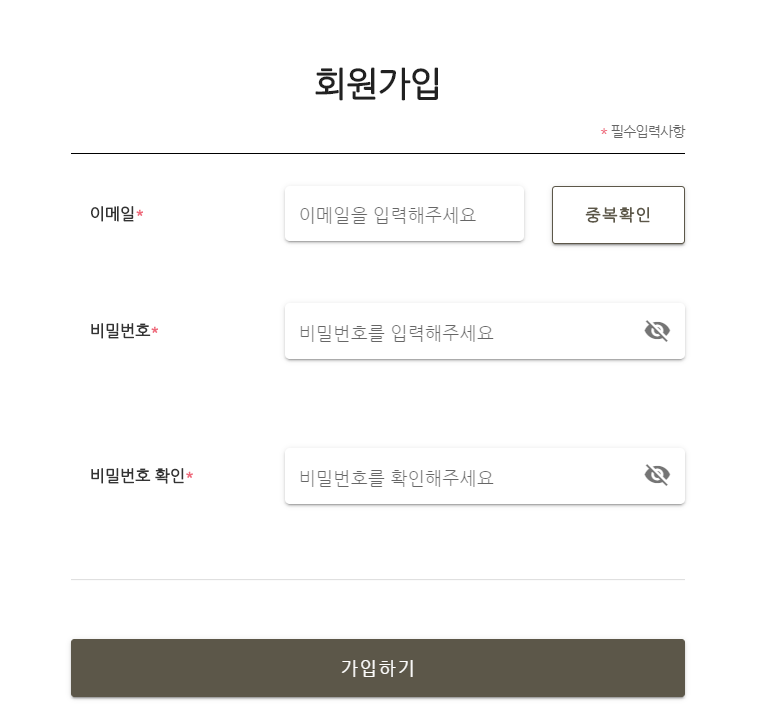 회원가입
* 필수입력사항
이메일*
이메일을 입력해주세요
중복확인
비밀번호*
비밀번호를 입력해주세요
비밀번호 확인*
비밀번호를 확인해주세요
가입하기